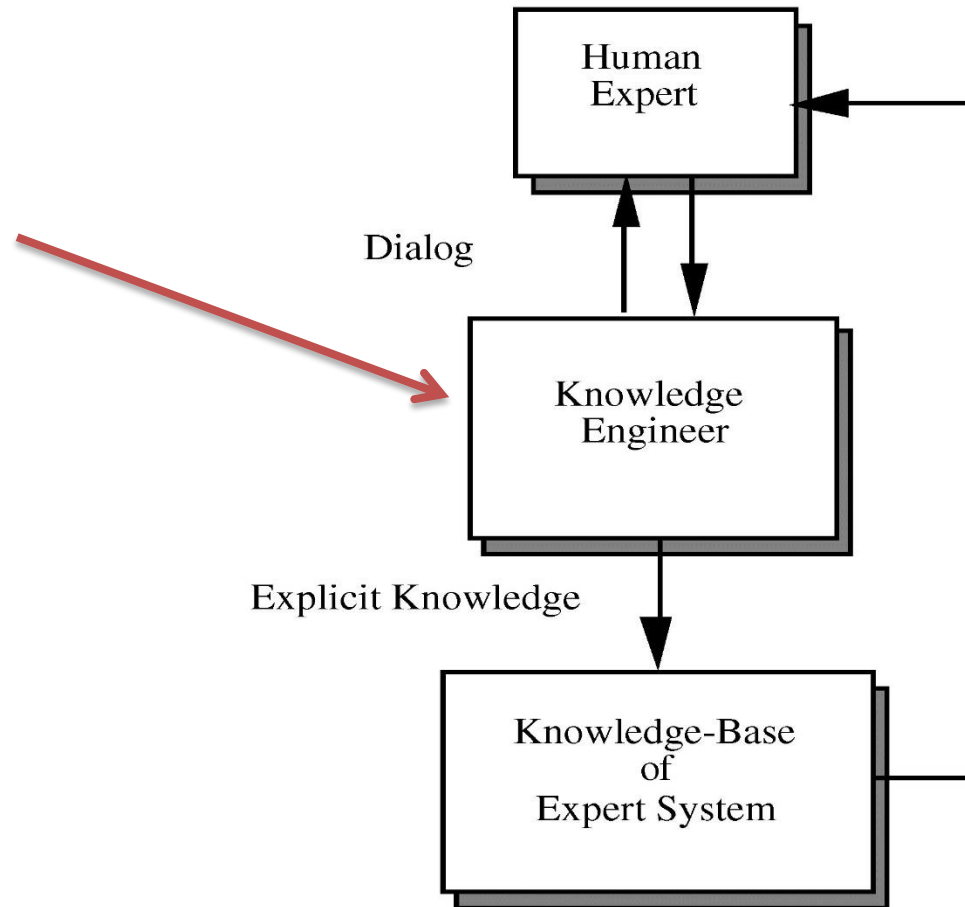 Human
Expert
Dialog
Knowledge
Engineer
Explicit Knowledge
Knowledge-Base
of
Expert System